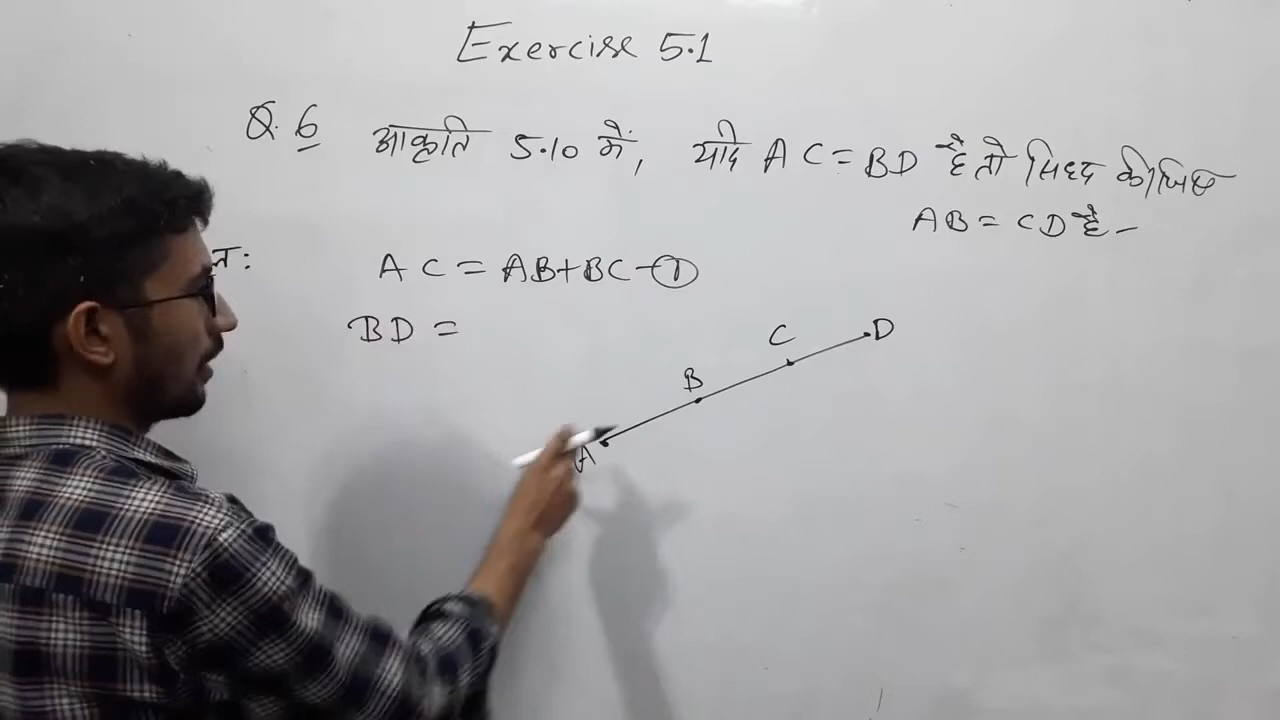 Exercise 5.1
Q. 6 आकृति 5.10 में, यदि AC = BD है तो सिद्ध कीजिए
AB = CD है -
त:
AC = AB+BC-①
BD =
C D
B
A